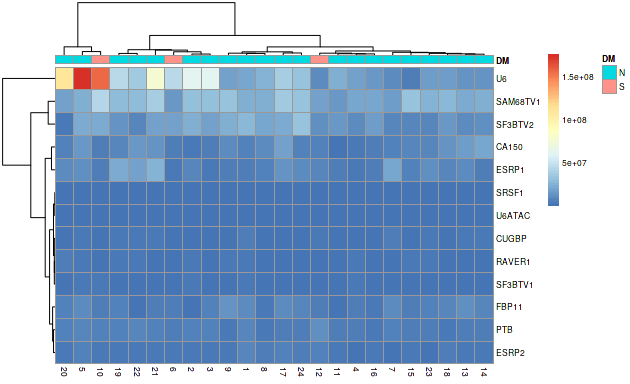 DM
U6
SAM68TV1
SF3BTV2
CA150
ESRP1
SRSF1
U6ATAC
CUGBP
RAVER1
SF3BTV1
FBP11
PTB
ESRP2
20 5 10 19 22 21 6 2 3 9 1 8 17 24 12 11 4 16 7 15 23 18 13 14
1.5e+08
1e+08
5e+07
DM
N
S